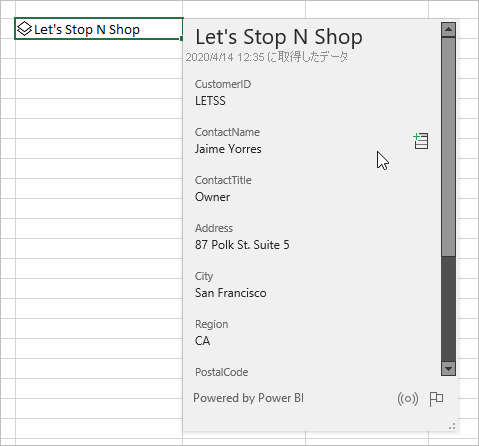 Let's Stop N Shop
Let's Stop N Shop
2020/4/14 12:35 に取得したデータ
CustomerID
LETSS
ContactName
Jaime Yorres
ContactTitle
Owner
Address
87 Polk St. Suite 5
City
San Francisco
Region
CA
PostalCode
Powered by Power BI